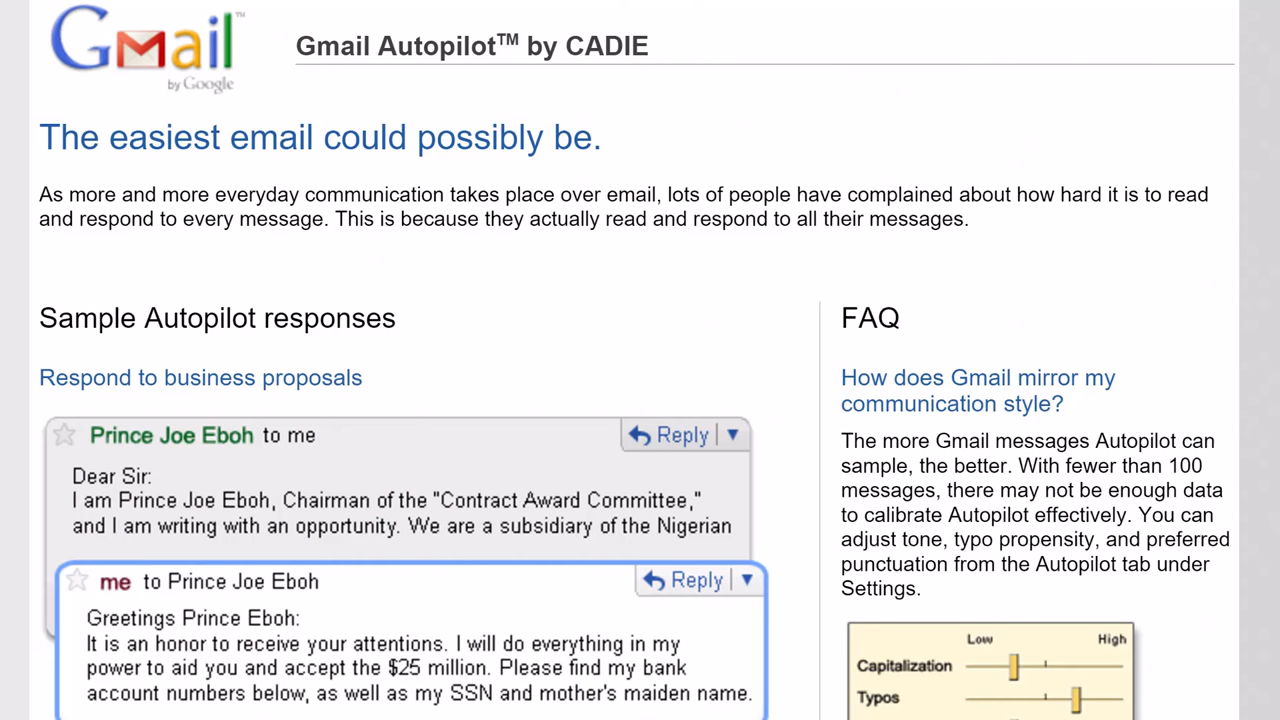 Gmail™
by Google
Gmail Autopilot™ by CADIE
The easiest email could possibly be.
As more and more everyday communication takes place over email, lots of people have complained about how hard it is to read
and respond to every message. This is because they actually read and respond to all their messages.
Sample Autopilot responses
Respond to business proposals
Prince Joe Eboh to me
Reply
Dear Sir:
I am Prince Joe Eboh, Chairman of the "Contract Award Committee,"
and I am writing with an opportunity. We are a subsidiary of the Nigerian
me to Prince Joe Eboh
Reply
Greetings Prince Eboh:
It is an honor to receive your attentions. I will do everything in my
power to aid you and accept the $25 million. Please find my bank
account numbers below, as well as my SSN and mother's maiden name.
FAQ
How does Gmail mirror my
communication style?
The more Gmail messages Autopilot can
sample, the better. With fewer than 100
messages, there may not be enough data
to calibrate Autopilot effectively. You can
adjust tone, typo propensity, and preferred
punctuation from the Autopilot tab under
Settings.
Low High
Capitalization
Typos